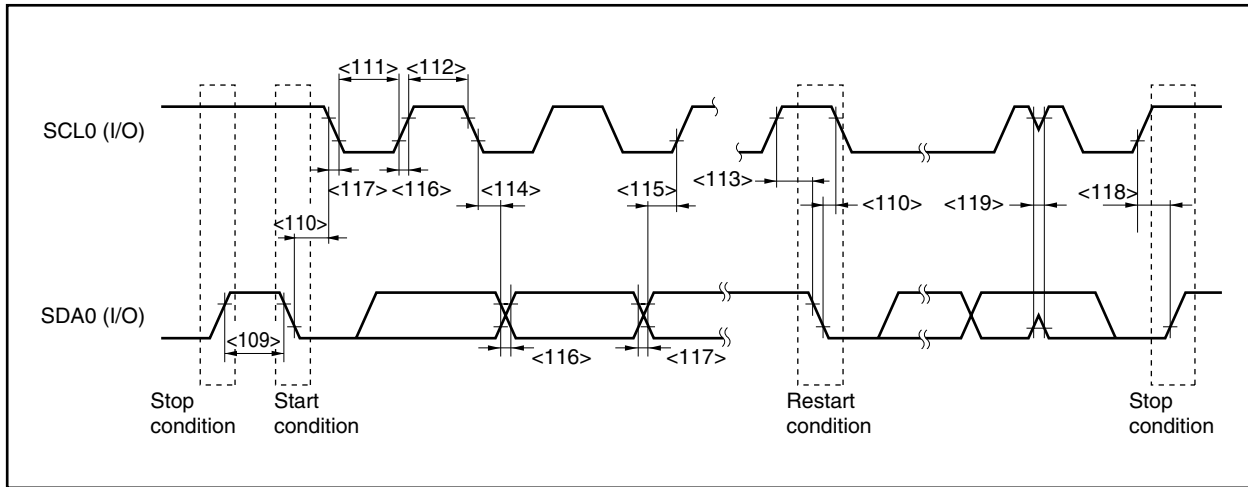 <111> <112>
SCL0 (I/O)
<117> <116> <114> <115> <113> <110> <119> <118>
<110>
SDA0 (I/O)
<109>
<116> <117>
Stop condition
Start condition
Restart condition
Stop condition